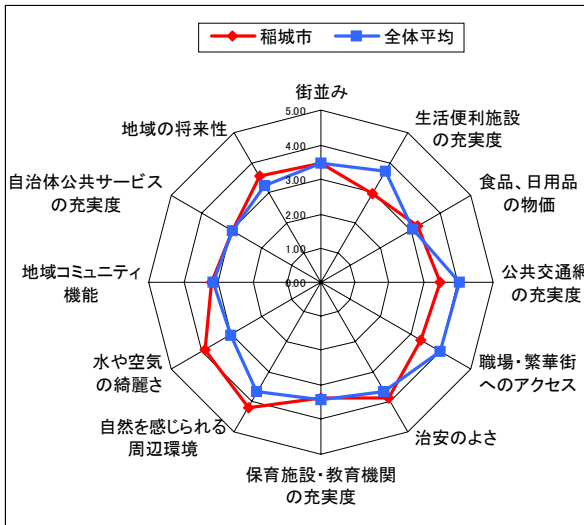 稲城市
全体平均
街並み
生活便利施設
の充実度
食品、日用品
の物価
公共交通網
の充実度
職場・繁華街
へのアクセス
治安のよさ
保育施設・教育機関
の充実度
自然を感じられる
周辺環境
水や空気
の綺麗さ
地域コミュニティ
機能
自治体公共サービス
の充実度
地域の将来性
5.00
4.00
3.00
2.00
1.00
0.00